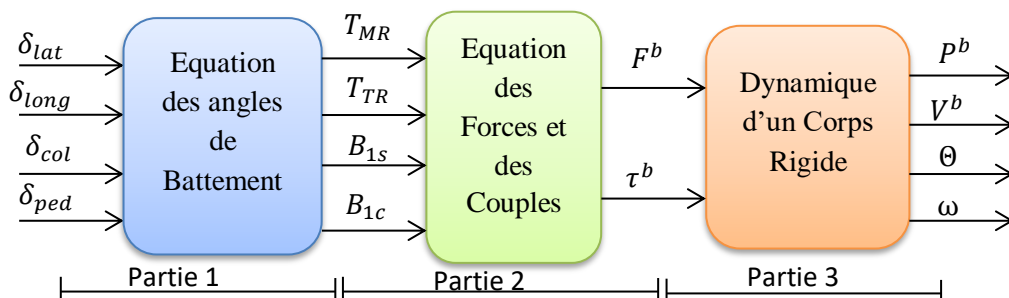 δ_lat
δ_long
δ_col
δ_ped
Equation
des angles
de
Battement
T_MR
T_TR
B_1s
B_1c
Equation
des
Forces et
des
Couples
F^b
τ^b
Dynamique
d'un Corps
Rigide
P^b
V^b
Θ
ω
Partie 1
Partie 2
Partie 3